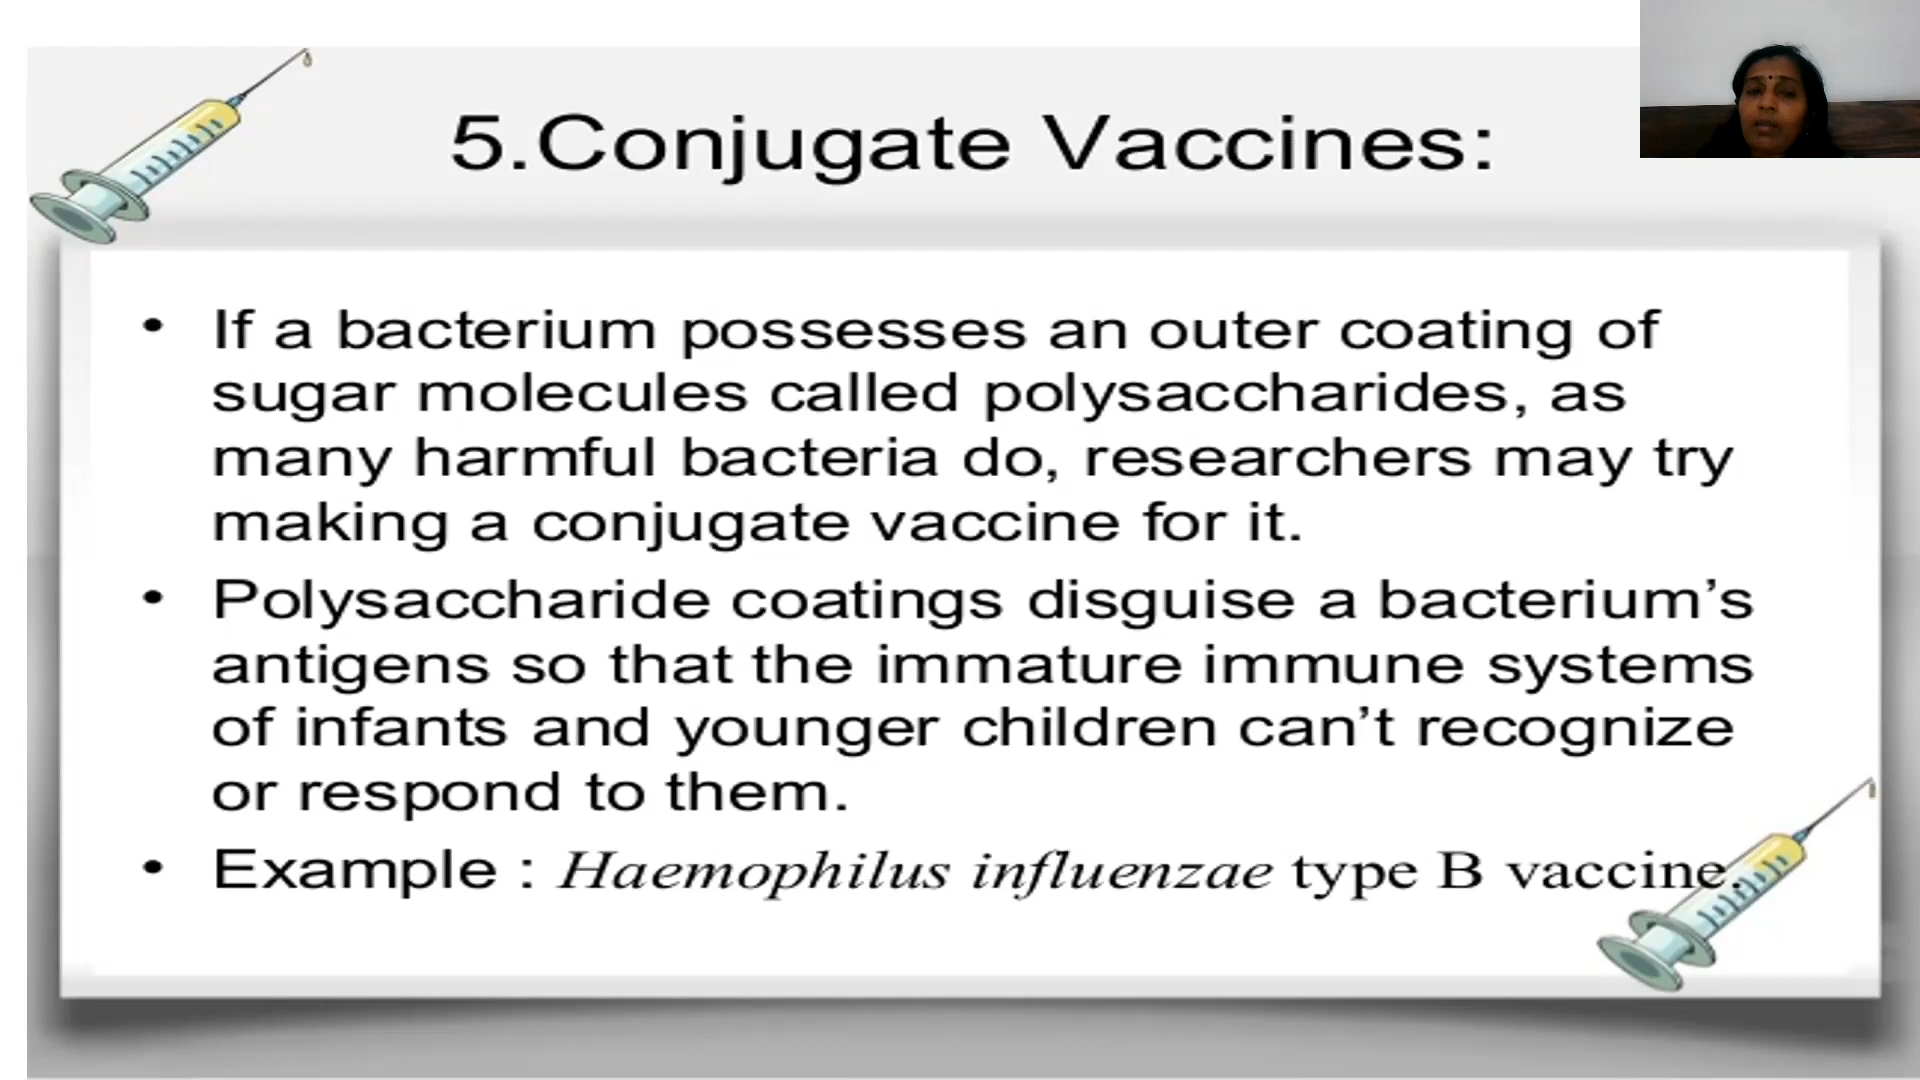 5.Conjugate Vaccines:
• If a bacterium possesses an outer coating of
sugar molecules called polysaccharides, as
many harmful bacteria do, researchers may try
making a conjugate vaccine for it.
• Polysaccharide coatings disguise a bacterium’s
antigens so that the immature immune systems
of infants and younger children can’t recognize
or respond to them.
• Example : Haemophilus influenzae type B vaccine.